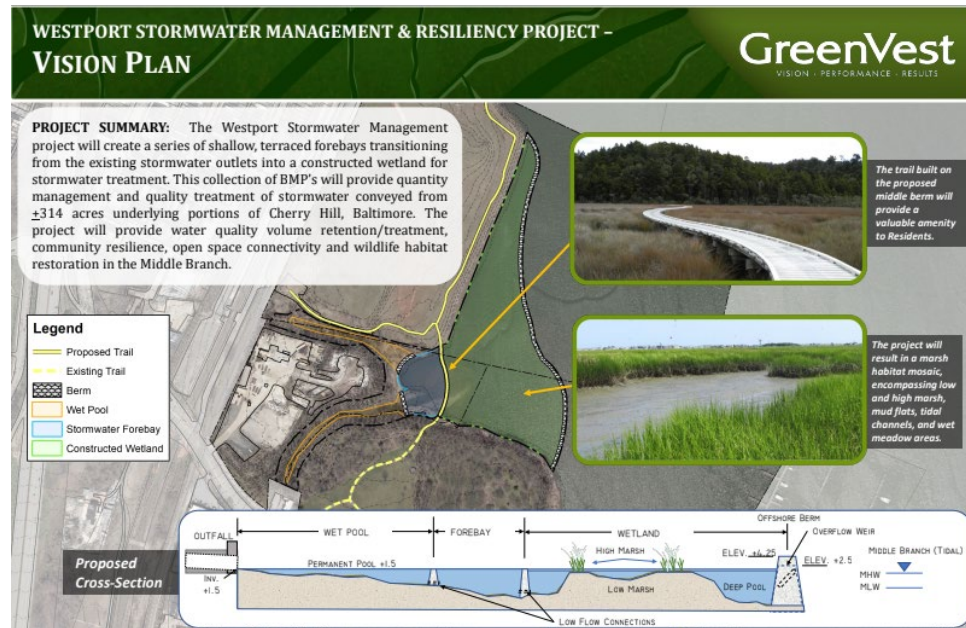 WESTPORT STORMWATER MANAGEMENT & RESILIENCY PROJECT –
VISION PLAN
GreenVest
VISION · PERFORMANCE · RESULTS
PROJECT SUMMARY: The Westport Stormwater Management
project will create a series of shallow, terraced forebays transitioning
from the existing stormwater outlets into a constructed wetland for
stormwater treatment. This collection of BMP's will provide quantity
management and quality treatment of stormwater conveyed from
±314 acres underlying portions of Cherry Hill, Baltimore. The
project will provide water quality volume retention/treatment,
community resilience, open space connectivity and wildlife habitat
restoration in the Middle Branch.
The trail built on
the proposed
middle berm will
provide a
valuable amenity
to Residents.
Legend
Proposed Trail
Existing Trail
Berm
Wet Pool
Stormwater Forebay
Constructed Wetland
The project will
result in a marsh
habitat mosaic,
encompassing low
and high marsh,
mud flats, tidal
channels, and wet
meadow areas.
Proposed
Cross-Section
OUTFALL
INV.
+1.5
WET POOL
FOREBAY
WETLAND
PERMANENT POOL +1.5
HIGH MARSH
LOW MARSH
LOW FLOW CONNECTIONS
DEEP POOL
OFFSHORE BERM
OVERFLOW WEIR
ELEV. +4.25
ELEV. +2.5
MIDDLE BRANCH (TIDAL)
MHW
MLW